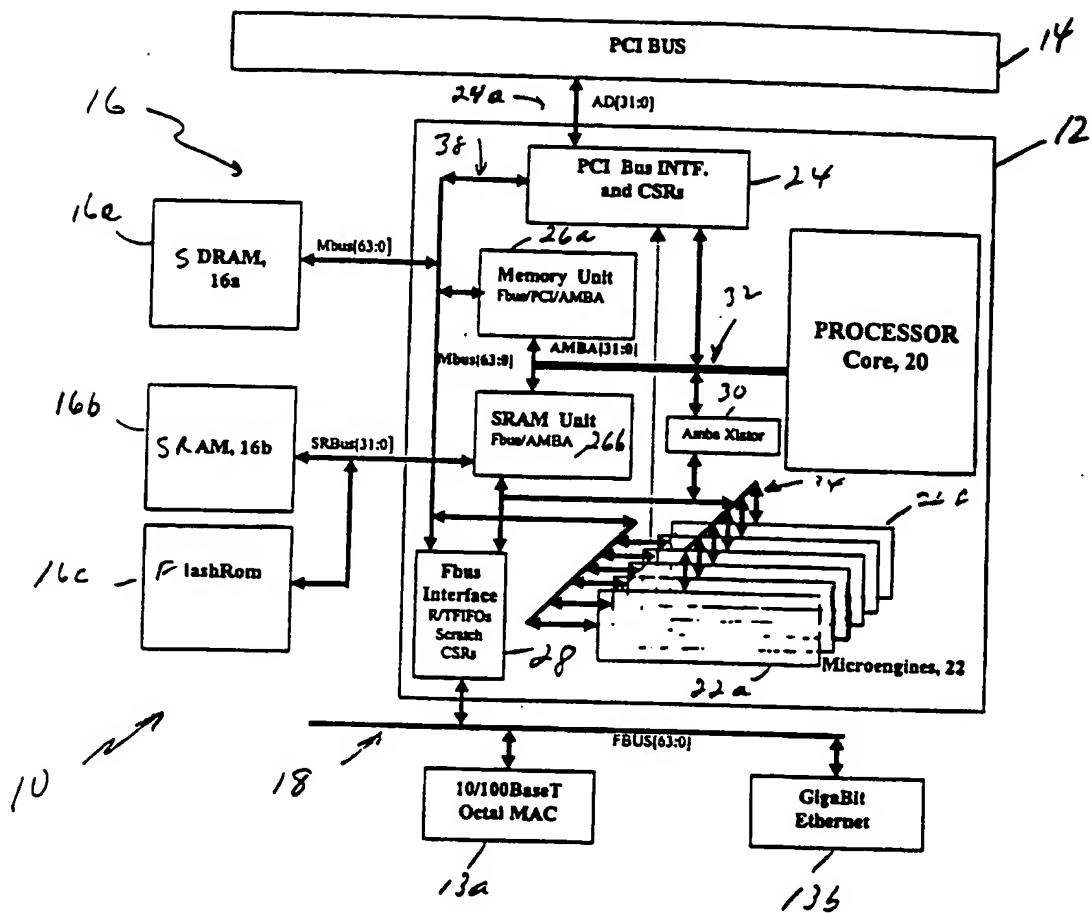 PCI BUS
14
24a
AD[31:0]
16
12
38
PCI Bus INTF.
and CSRs
24
16a
S DRAM,
16a
Mbus[63:0]
26a
Memory Unit
Fbus/PCI/AMBA
32
PROCESSOR
Core, 20
Mbus[63:0]
AMBA[31:0]
30
16b
SRAM, 16b
SRBus[31:0]
SRAM Unit
Fbus/AMBA
26b
Amba Xlator
16c
FlashRom
Fbus
Interface
R/TFIFOs
Scratch
CSRs
28
Microengines, 22
22a
10
18
FBUS[63:0]
10/100BaseT
Octal MAC
GigaBit
Ethernet
13a
13b